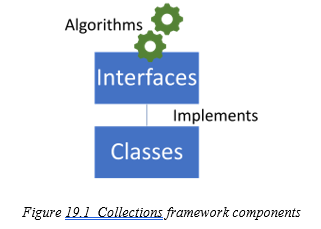 Algorithms
Interfaces
Implements
Classes
Figure 19.1 Collections framework components